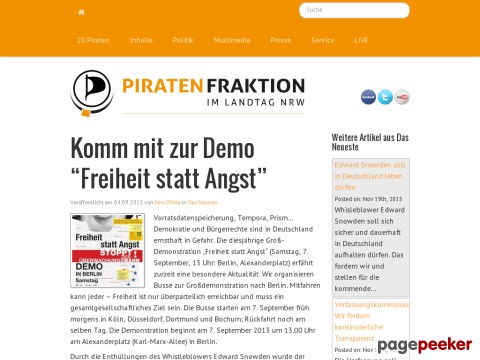 Suche
20 Piraten Inhalte Politik Multimedia Presse Service LIVE
PIRATENFRAKTION
IM LANDTAG NRW
facebook
You Tube
Komm mit zur Demo
“Freiheit statt Angst”
Veröffentlicht am 04.09.2013 von in Das Neueste...
Freiheit
statt Angst
STOPPT
DEMO
IN BERLIN
Samstag
Vorratsdatenspeicherung, Tempora, Prism…
Demokratie und Bürgerrechte sind in Deutschland
ernsthaft in Gefahr. Die diesjährige Groß-
Demonstration „Freiheit statt Angst“ (Samstag, 7.
September, 13 Uhr: Berlin, Alexanderplatz) erfährt
zurzeit eine besondere Aktualität. Wir organisieren
Busse zur Großdemonstration nach Berlin. Mitfahren
kann jeder – Freiheit ist nur überparteilich erreichbar und muss ein
gesamtgesellschaftliches Ziel sein. Die Busse starten am 7. September früh
morgens in Köln, Düsseldorf, Dortmund und Bochum; Rückfahrt noch am
selben Tag. Die Demonstration beginnt am 7. September 2013 um 13.00 Uhr
am Alexanderplatz (Karl-Marx-Allee) in Berlin.
Durch die Enthüllungen des Whistleblowers Edward Snowden wurde der
Weitere Artikel aus Das
Neueste
Edward Snowden soll
in Deutschland leben
dürfen
Posted on: Nov 19th, 2013
Whisleblower Edward
Snowden soll sich
sicher und dauerhaft
in Deutschland
aufhalten dürfen. Das
fordern wir und
stellen für die
kommende...
Verfassungskommission:
Wir fordern
kontinuierliche
Transparenz
pagepeeker